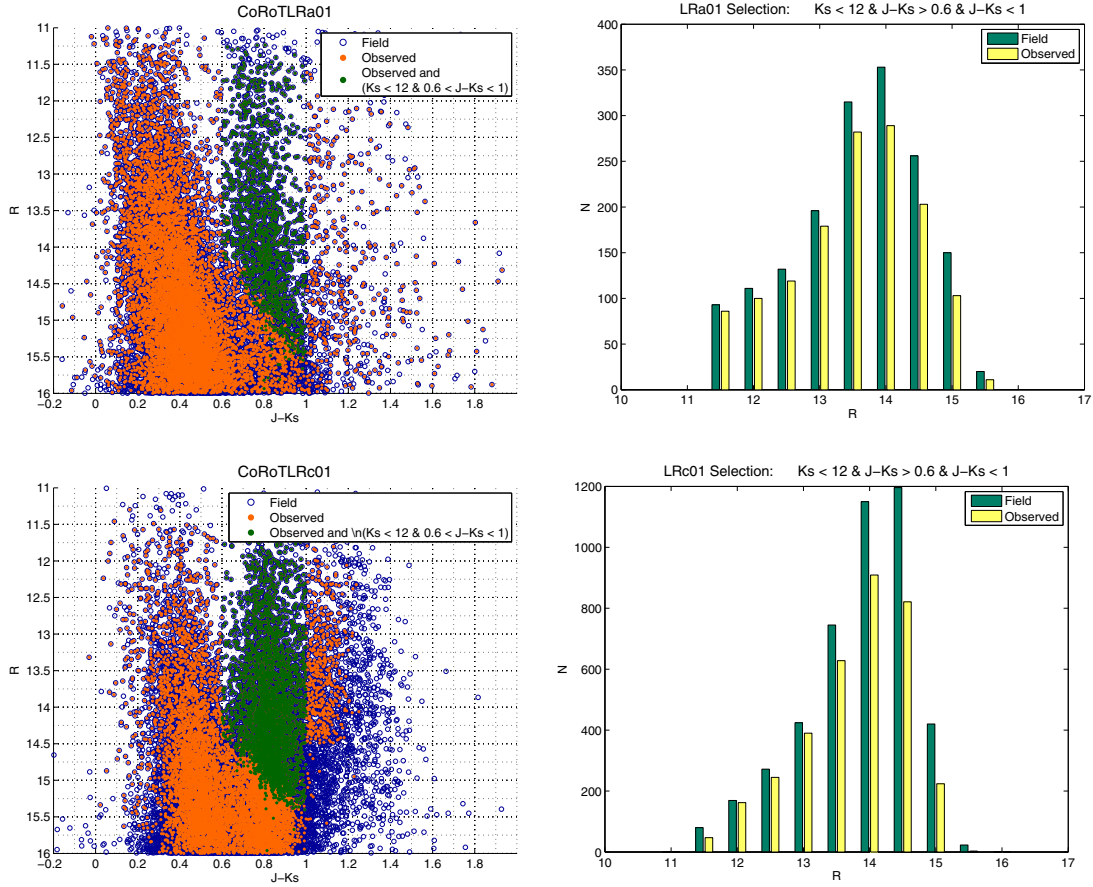 CoRoTLRa01
11
11.5
12
12.5
13
13.5
14
14.5
15
15.5
16
R
−0.2 0 0.2 0.4 0.6 0.8 1 1.2 1.4 1.6 1.8
J−Ks
Field
Observed
Observed and
(Ks < 12 & 0.6 < J−Ks < 1)
LRa01 Selection: Ks < 12 & J−Ks > 0.6 & J−Ks < 1
400
350
300
250
200
150
100
50
0
N
10 11 12 13 14 15 16 17
R
Field
Observed
CoRoTLRc01
11
11.5
12
12.5
13
13.5
14
14.5
15
15.5
16
R
−0.2 0 0.2 0.4 0.6 0.8 1 1.2 1.4 1.6 1.8
J−Ks
Field
Observed
Observed and \n(Ks < 12 & 0.6 < J−Ks < 1)
LRc01 Selection: Ks < 12 & J−Ks > 0.6 & J−Ks < 1
1200
1000
800
600
400
200
0
N
10 11 12 13 14 15 16 17
R
Field
Observed